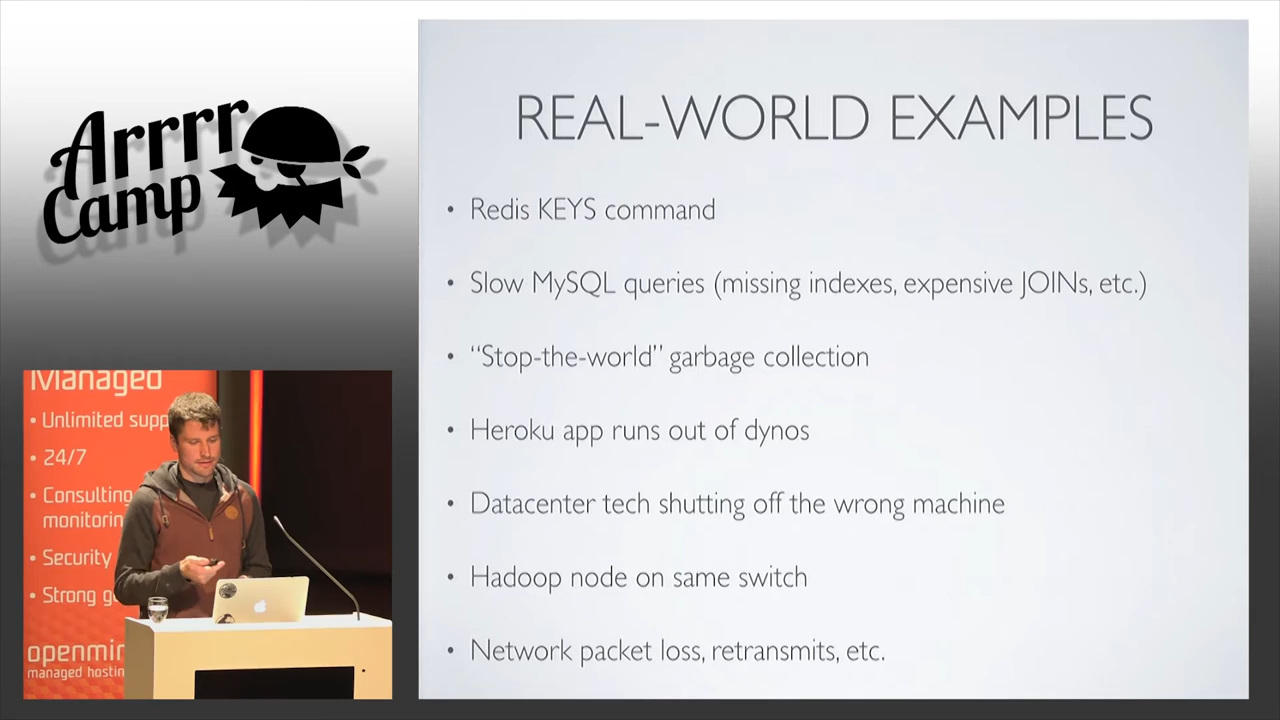 Arrrr
Camp
REAL-WORLD EXAMPLES
• Redis KEYS command
• Slow MySQL queries (missing indexes, expensive JOINs, etc.)
• “Stop-the-world” garbage collection
• Heroku app runs out of dynos
• Datacenter tech shutting off the wrong machine
• Hadoop node on same switch
• Network packet loss, retransmits, etc.
Managed
• Unlimited supp
• 24/7
• Consulting
monitorin
• Security
• Strong g
openmin
managed hosting